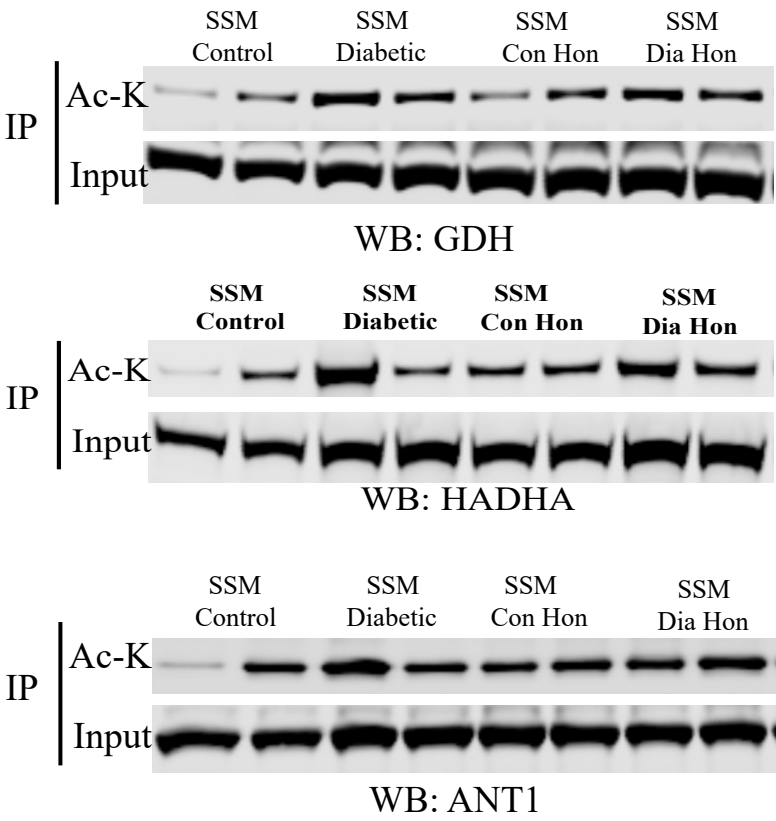 SSM SSM SSM SSM
Control Diabetic Con Hon Dia Hon
IP
Ac-K
Input
WB: GDH
SSM SSM SSM SSM
Control Diabetic Con Hon Dia Hon
IP
Ac-K
Input
WB: HADHA
SSM SSM SSM SSM
Control Diabetic Con Hon Dia Hon
IP
Ac-K
Input
WB: ANT1